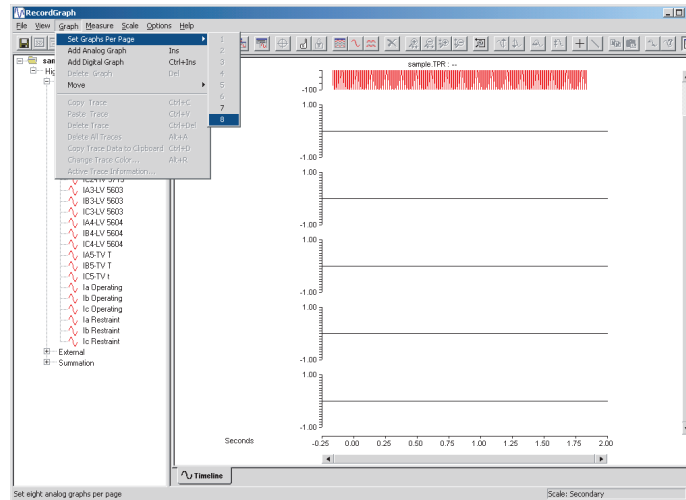 RecordGraph
File View Graph Measure Scale Options Help
Set Graphs Per Page
Add Analog Graph Ins
Add Digital Graph Ctrl+Ins
Delete Graph Del
Move
Copy Trace Ctrl+C
Paste Trace Ctrl+V
Delete Trace Ctrl+Del
Delete All Traces Alt+A
Copy Trace Data to Clipboard Ctrl+D
Change Trace Color... Alt+R
Active Trace Information...
1
2
3
4
5
6
7
8
sam
Hig
IC2-HV 5713
IA3-LV 5603
IB3-LV 5603
IC3-LV 5603
IA4-LV 5604
IB4-LV 5604
IC4-LV 5604
IA5-TV T
IB5-TV T
IC5-TV t
Ia Operating
Ib Operating
Ic Operating
Ia Restraint
Ib Restraint
Ic Restraint
External
Summation
sample.TPR : --
-100
1.00
-1.00
1.00
-1.00
1.00
-1.00
1.00
-1.00
1.00
-1.00
Seconds -0.25 0.00 0.25 0.50 0.75 1.00 1.25 1.50 1.75 2.00
Timeline
Set eight analog graphs per page Scale: Secondary